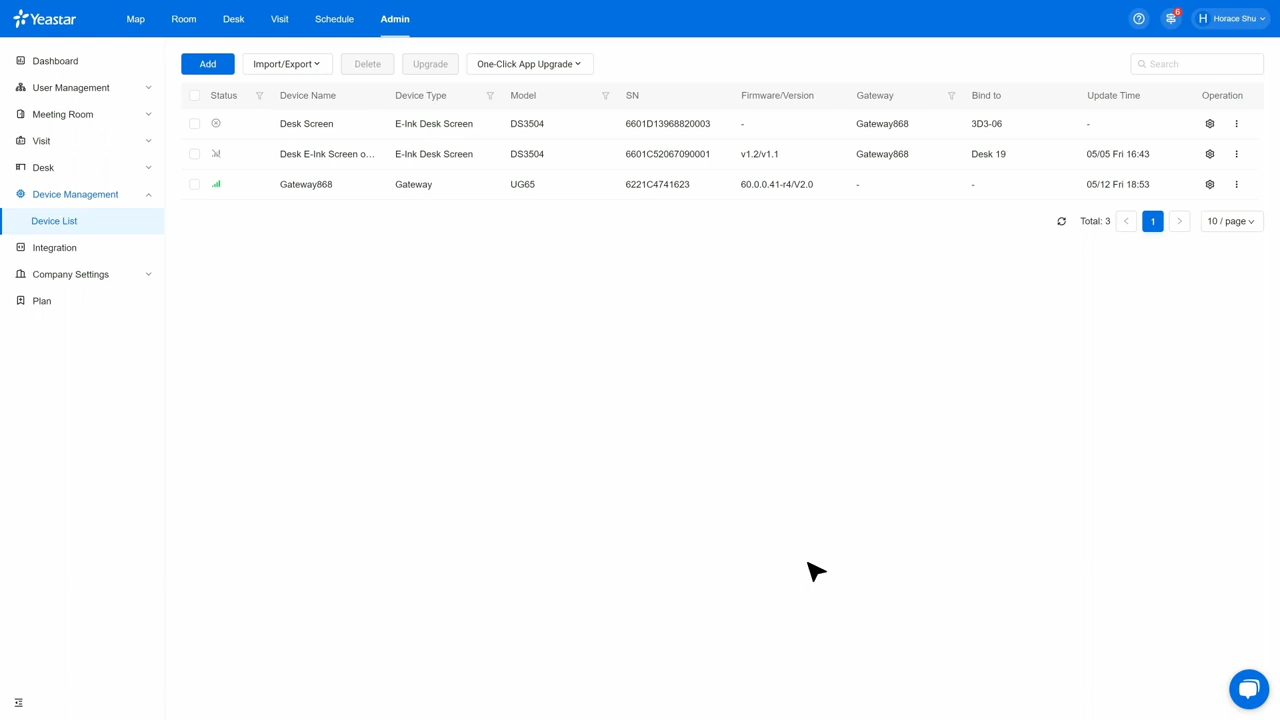 Yeastar Map Room Desk Visit Schedule Admin 6 H Horace Shu
Dashboard
User Management
Meeting Room
Visit
Desk
Device Management
Device List
Integration
Company Settings
Plan
Add Import/Export Delete Upgrade One-Click App Upgrade Search
Status Device Name Device Type Model SN Firmware/Version Gateway Bind to Update Time Operation
Desk Screen E-Ink Desk Screen DS3504 6601D13968820003 - Gateway868 3D3-06 -
Desk E-Ink Screen o... E-Ink Desk Screen DS3504 6601C52067090001 v1.2/v1.1 Gateway868 Desk 19 05/05 Fri 16:43
Gateway868 Gateway UG65 6221C4741623 60.0.0.41-r4/V2.0 - - 05/12 Fri 18:53
Total: 3 < 1 > 10 / page